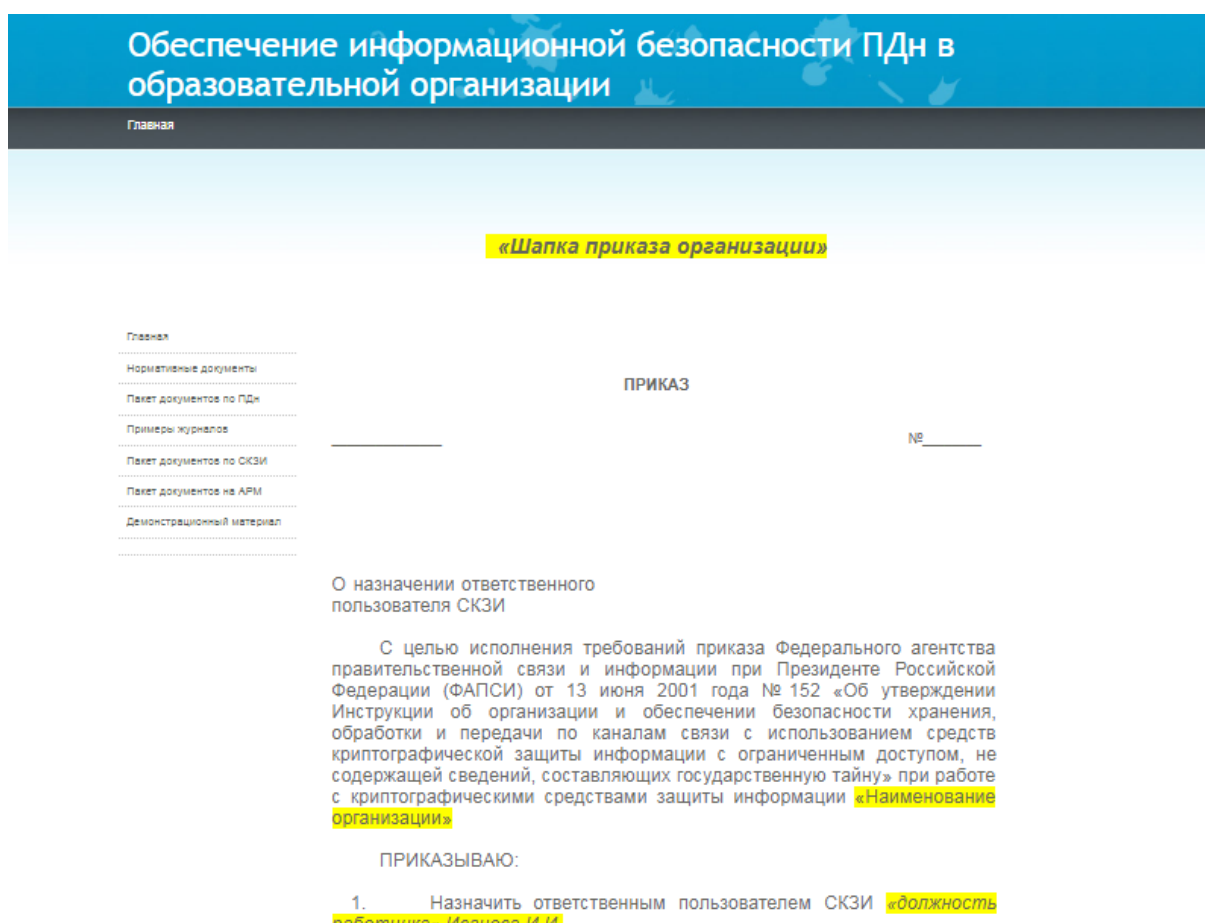 Обеспечение информационной безопасности ПДн в
образовательной организации
Главная
«Шапка приказа организации»
Главная
Нормативные документы
Пакет документов по ПДн
Примеры журналов
Пакет документов по СКЗИ
Пакет документов на АРМ
Демонстрационный материал
ПРИКАЗ
______________ №_______
О назначении ответственного
пользователя СКЗИ
С целью исполнения требований приказа Федерального агентства
правительственной связи и информации при Президенте Российской
Федерации (ФАПСИ) от 13 июня 2001 года № 152 «Об утверждении
Инструкции об организации и обеспечении безопасности хранения,
обработки и передачи по каналам связи с использованием средств
криптографической защиты информации с ограниченным доступом, не
содержащей сведений, составляющих государственную тайну» при работе
с криптографическими средствами защиты информации «Наименование
организации»
ПРИКАЗЫВАЮ:
1. Назначить ответственным пользователем СКЗИ «должность
работника» Иванова И.И.